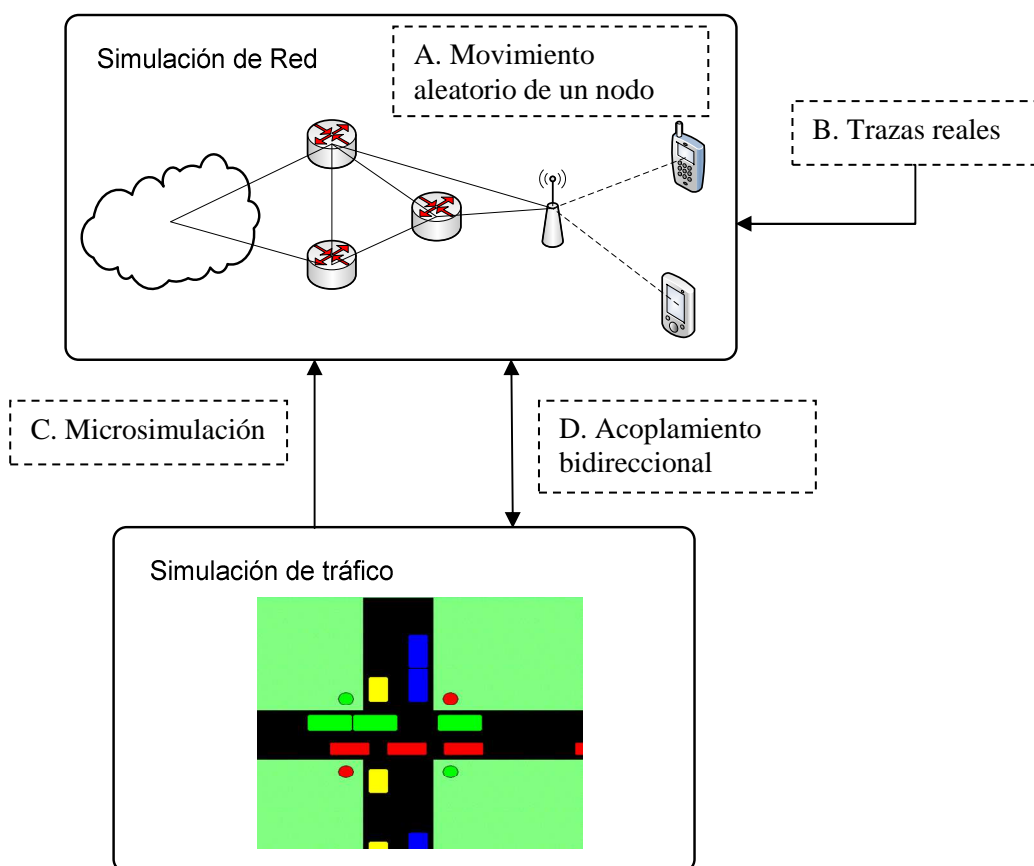 Simulación de Red
A. Movimiento
aleatorio de un nodo
B. Trazas reales
C. Microsimulación
D. Acoplamiento
bidireccional
Simulación de tráfico